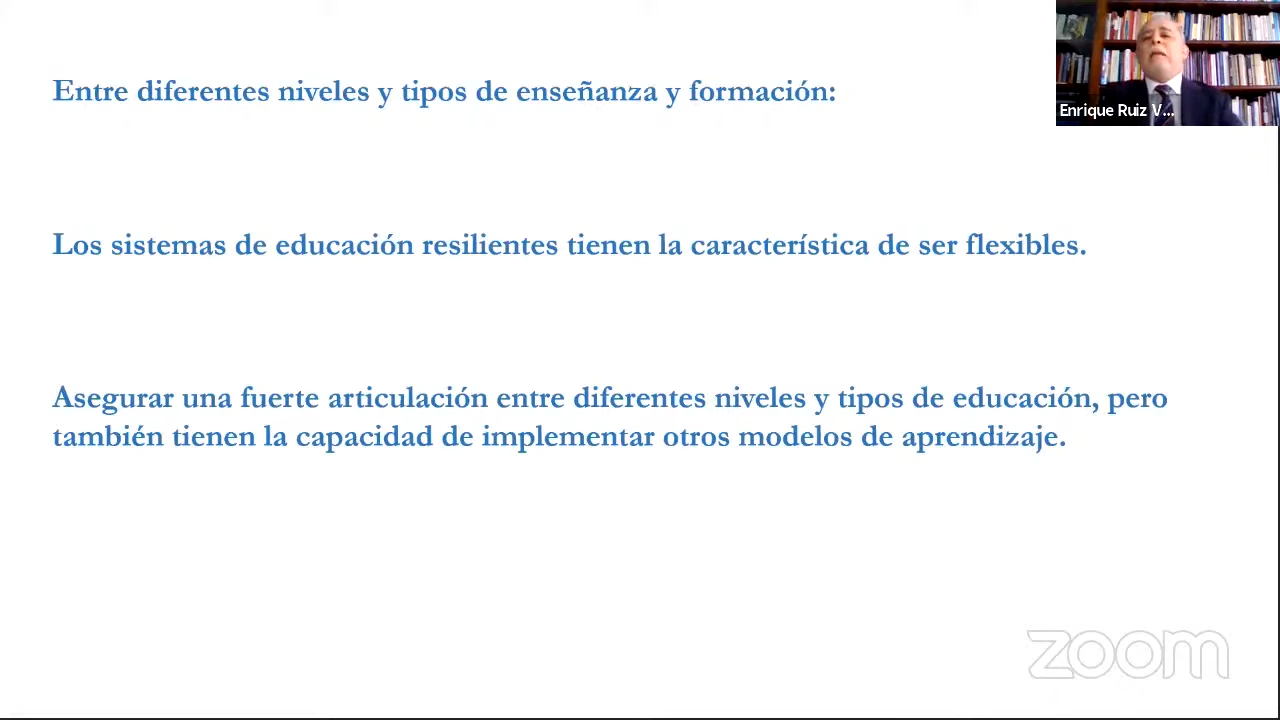 Entre diferentes niveles y tipos de enseñanza y formación:
Enrique Ruiz V...
Los sistemas de educación resilientes tienen la característica de ser flexibles.
Asegurar una fuerte articulación entre diferentes niveles y tipos de educación, pero
también tienen la capacidad de implementar otros modelos de aprendizaje.
zoom